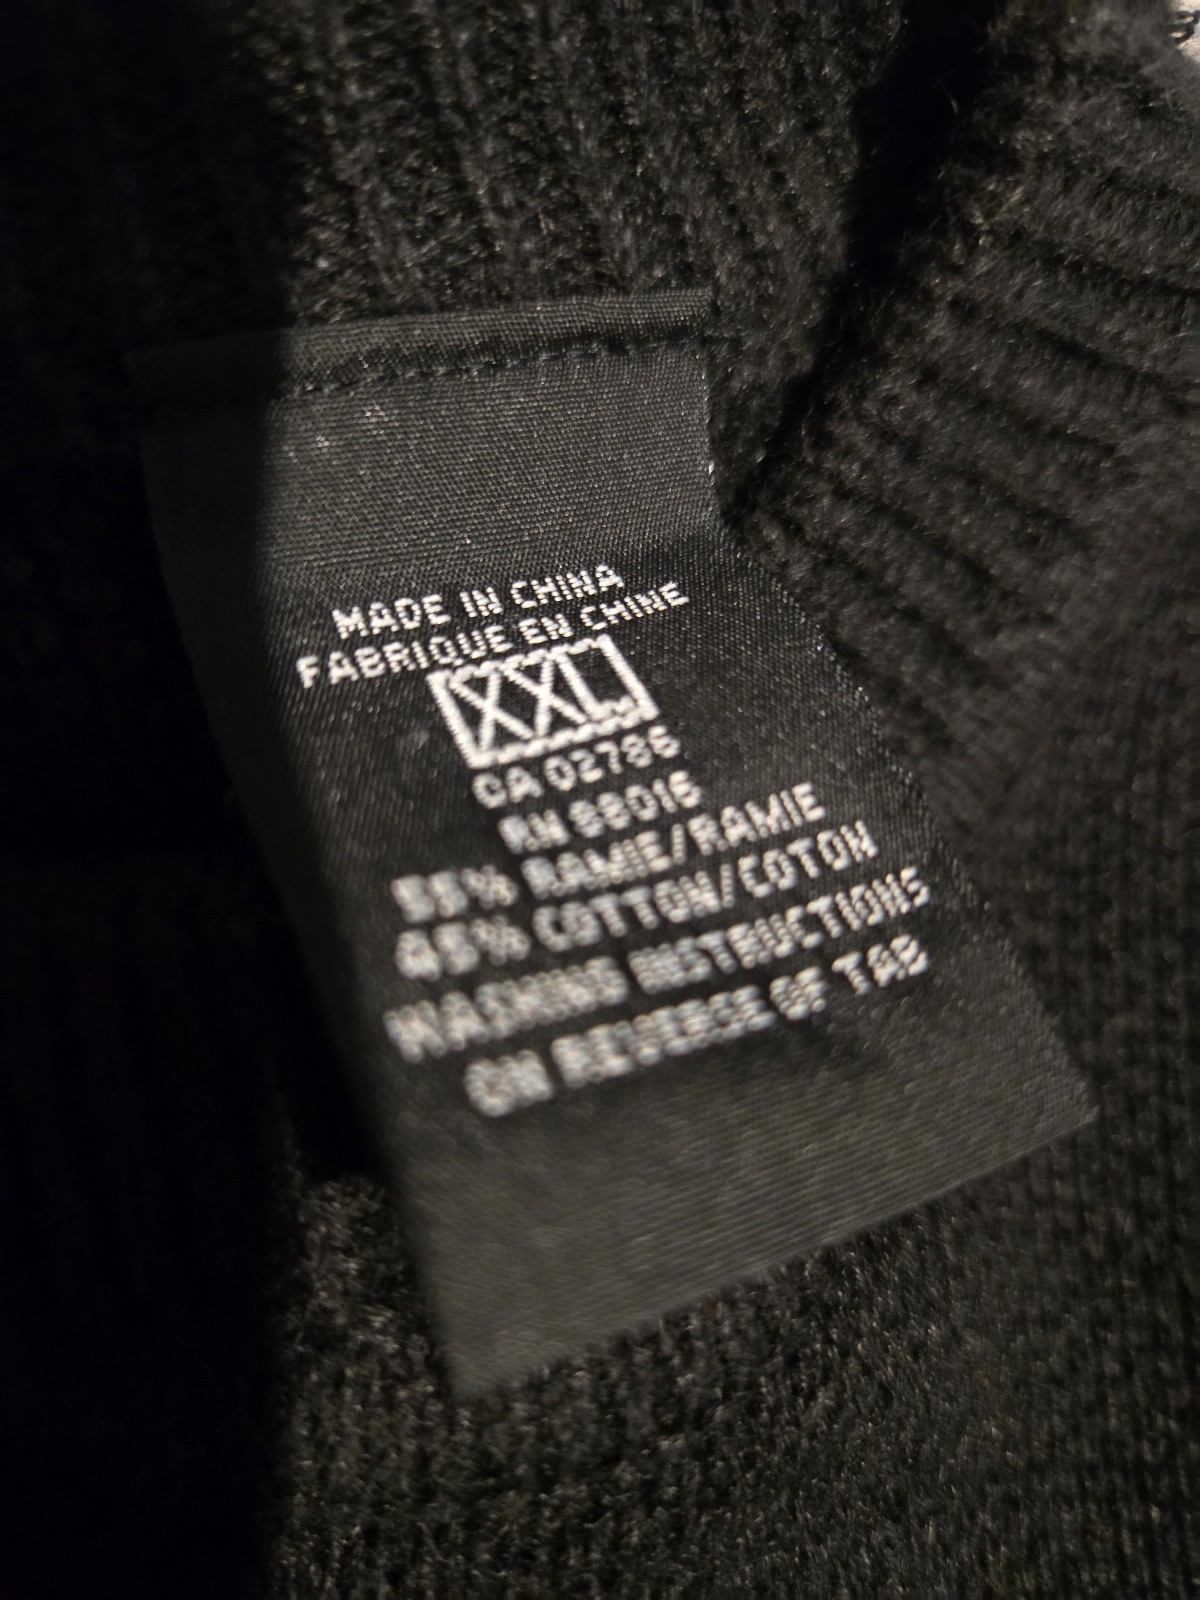 MADE IN CHINA
FABRIQUE EN CHINE
XXL
CA 02786
RN 88016
55% RAMIE/RAMIE
45% COTTON/COTON
WASHING INSTRUCTIONS
ON REVERSE OF TAB